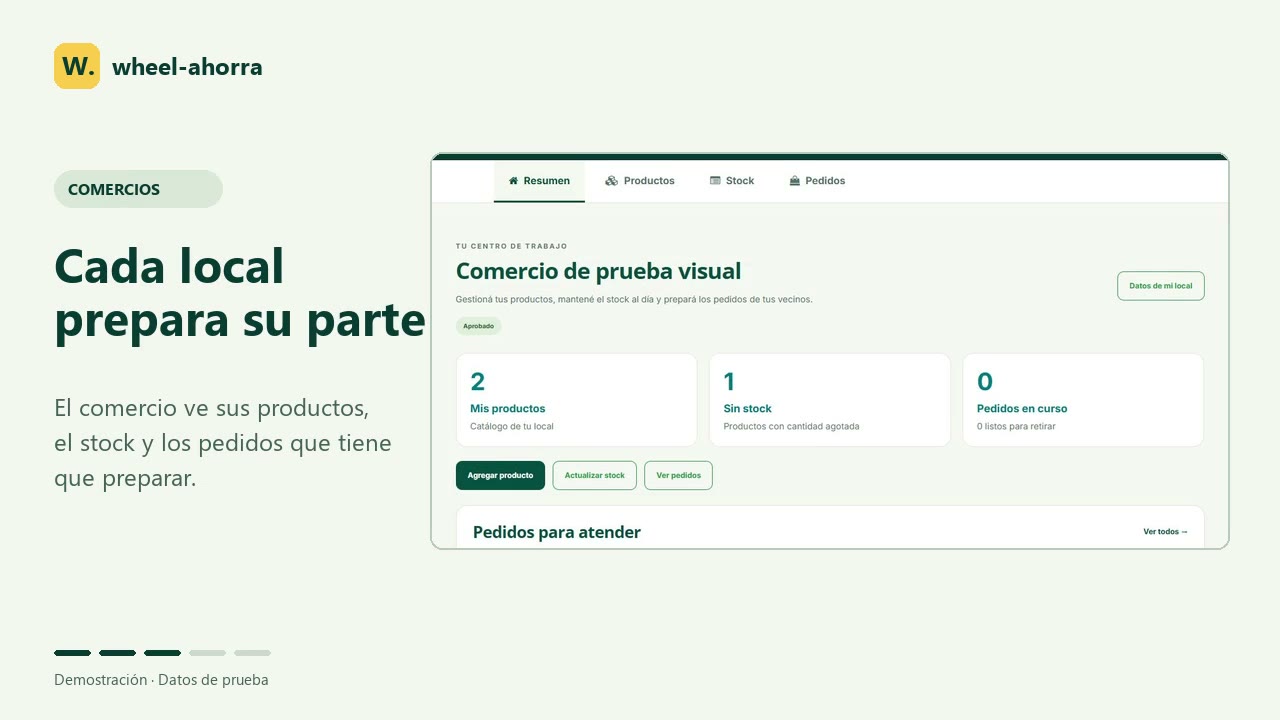 W. wheel-ahorra
COMERCIOS
Cada local
prepara su parte
El comercio ve sus productos,
el stock y los pedidos que tiene
que preparar.
Resumen Productos Stock Pedidos
TU CENTRO DE TRABAJO
Comercio de prueba visual
Gestioná tus productos, mantené el stock al día y prepará los pedidos de tus vecinos.
Datos de mi local
Aprobado
2
Mis productos
Catálogo de tu local
1
Sin stock
Productos con cantidad agotada
0
Pedidos en curso
0 listos para retirar
Agregar producto Actualizar stock Ver pedidos
Pedidos para atender
Ver todos →
Demostración · Datos de prueba